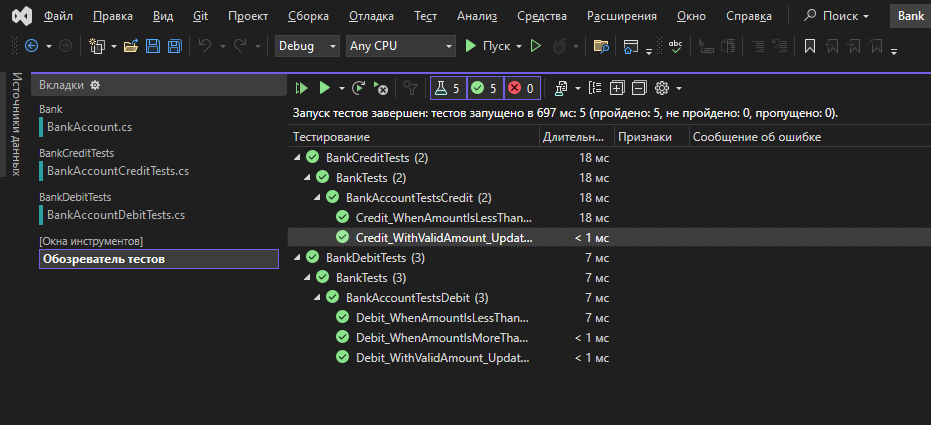 Файл Правка Вид Git Проект Сборка Отладка Тест Анализ Средства Расширения Окно Справка Поиск Bank
Debug Any CPU Пуск abc
Источники данных
Вкладки
5 5 0
Запуск тестов завершен: тестов запущено в 697 мс: 5 (пройдено: 5, не пройдено: 0, пропущено: 0).
Bank
BankAccount.cs
BankCreditTests
BankAccountCreditTests.cs
BankDebitTests
BankAccountDebitTests.cs
[Окна инструментов]
Обозреватель тестов
Тестирование Длительн... Признаки Сообщение об ошибке
BankCreditTests (2) 18 мс
BankTests (2) 18 мс
BankAccountTestsCredit (2) 18 мс
Credit_WhenAmountIsLessThan... 18 мс
Credit_WithValidAmount_Updat... < 1 мс
BankDebitTests (3) 7 мс
BankTests (3) 7 мс
BankAccountTestsDebit (3) 7 мс
Debit_WhenAmountIsLessThan... 7 мс
Debit_WhenAmountIsMoreTha... < 1 мс
Debit_WithValidAmount_Updat... < 1 мс